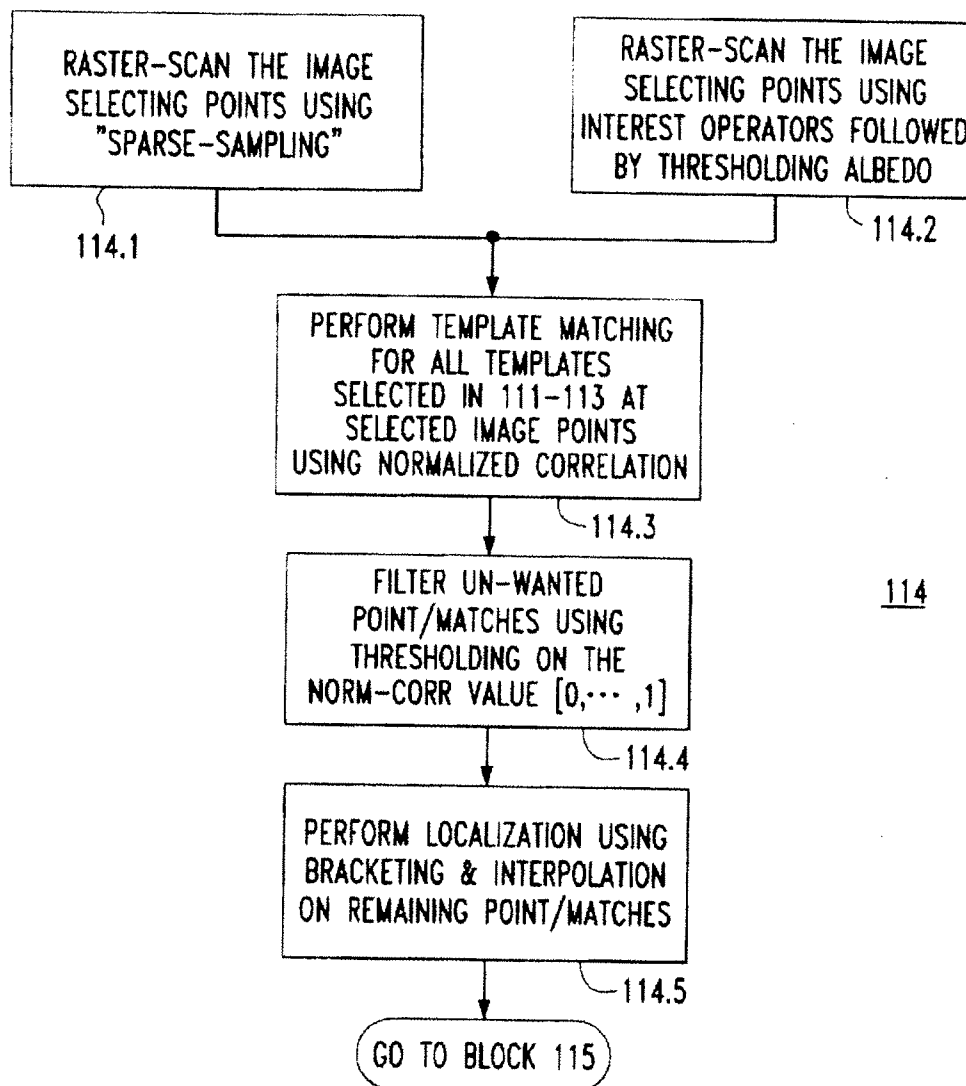 RASTER-SCAN THE IMAGE
SELECTING POINTS USING
"SPARSE-SAMPLING"
114.1
RASTER-SCAN THE IMAGE
SELECTING POINTS USING
INTEREST OPERATORS FOLLOWED
BY THRESHOLDING ALBEDO
114.2
PERFORM TEMPLATE MATCHING
FOR ALL TEMPLATES
SELECTED IN 111-113 AT
SELECTED IMAGE POINTS
USING NORMALIZED CORRELATION
114.3
FILTER UN-WANTED
POINT/MATCHES USING
THRESHOLDING ON THE
NORM-CORR VALUE [0,··· ,1]
114.4
114
PERFORM LOCALIZATION USING
BRACKETING & INTERPOLATION
ON REMAINING POINT/MATCHES
114.5
GO TO BLOCK 115